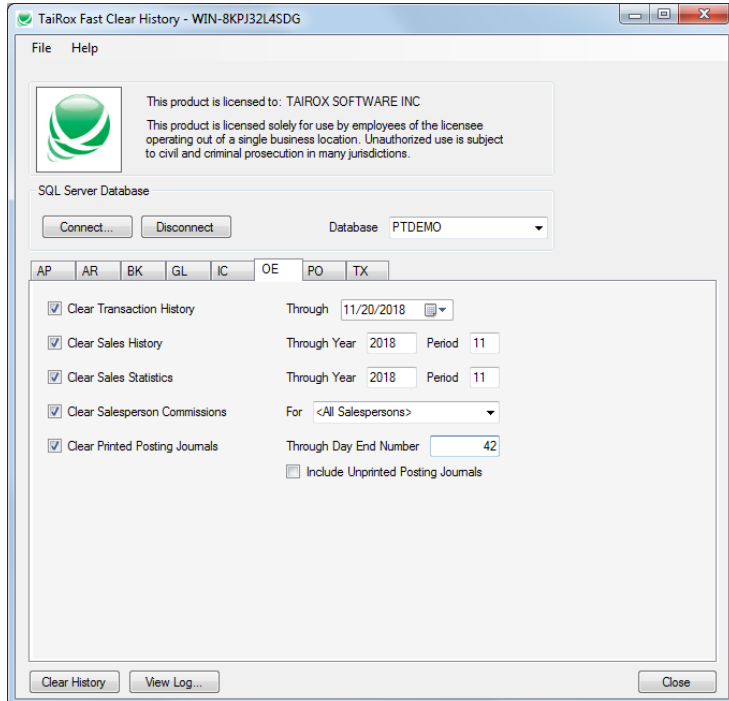 TaiRox Fast Clear History - WIN-8KPJ32L4SDG
File Help
This product is licensed to: TAIROX SOFTWARE INC
This product is licensed solely for use by employees of the licensee
operating out of a single business location. Unauthorized use is subject
to civil and criminal prosecution in many jurisdictions.
SQL Server Database
Connect... Disconnect Database PTDEMO
AP AR BK GL IC OE PO TX
Clear Transaction History Through 11/20/2018
Clear Sales History Through Year 2018 Period 11
Clear Sales Statistics Through Year 2018 Period 11
Clear Salesperson Commissions For <All Salespersons>
Clear Printed Posting Journals Through Day End Number 42
Include Unprinted Posting Journals
Clear History View Log... Close